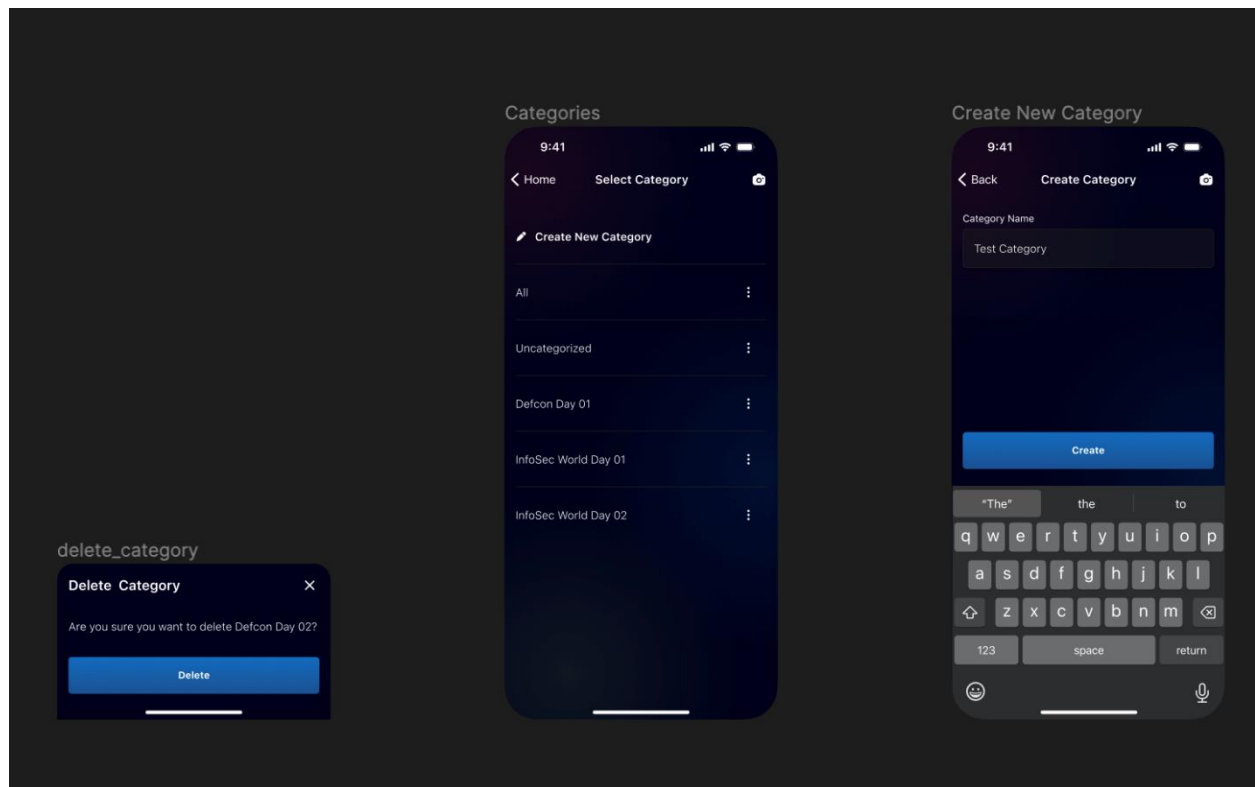 delete_category
Delete Category
Are you sure you want to delete Defcon Day 02?
Delete
Categories
9:41
Home Select Category
Create New Category
All
Uncategorized
Defcon Day 01
InfoSec World Day 01
InfoSec World Day 02
Create New Category
9:41
Back Create Category
Category Name
Test Category
Create
"The" the to
q w e r t y u i o p
a s d f g h j k l
z x c v b n m
123 space return